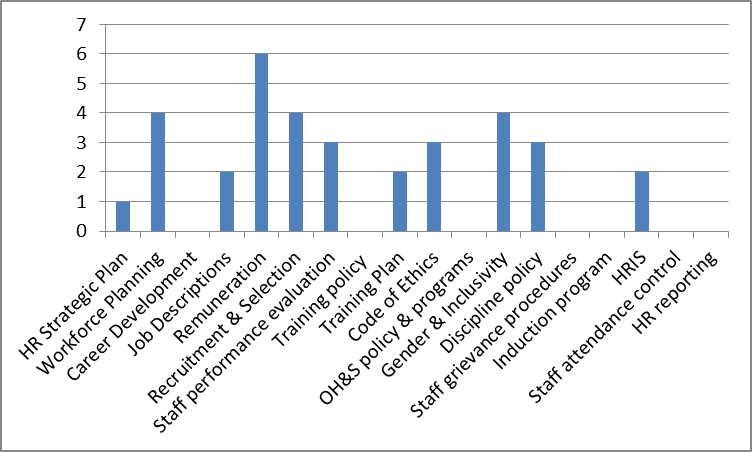 7
6
5
4
3
2
1
0
HR Strategic Plan
Workforce Planning
Career Development
Job Descriptions
Remuneration
Recruitment & Selection
Staff performance evaluation
Training policy
Training Plan
Code of Ethics
OH&S policy & programs
Gender & Inclusivity
Discipline policy
Staff grievance procedures
Induction program
HRIS
Staff attendance control
HR reporting